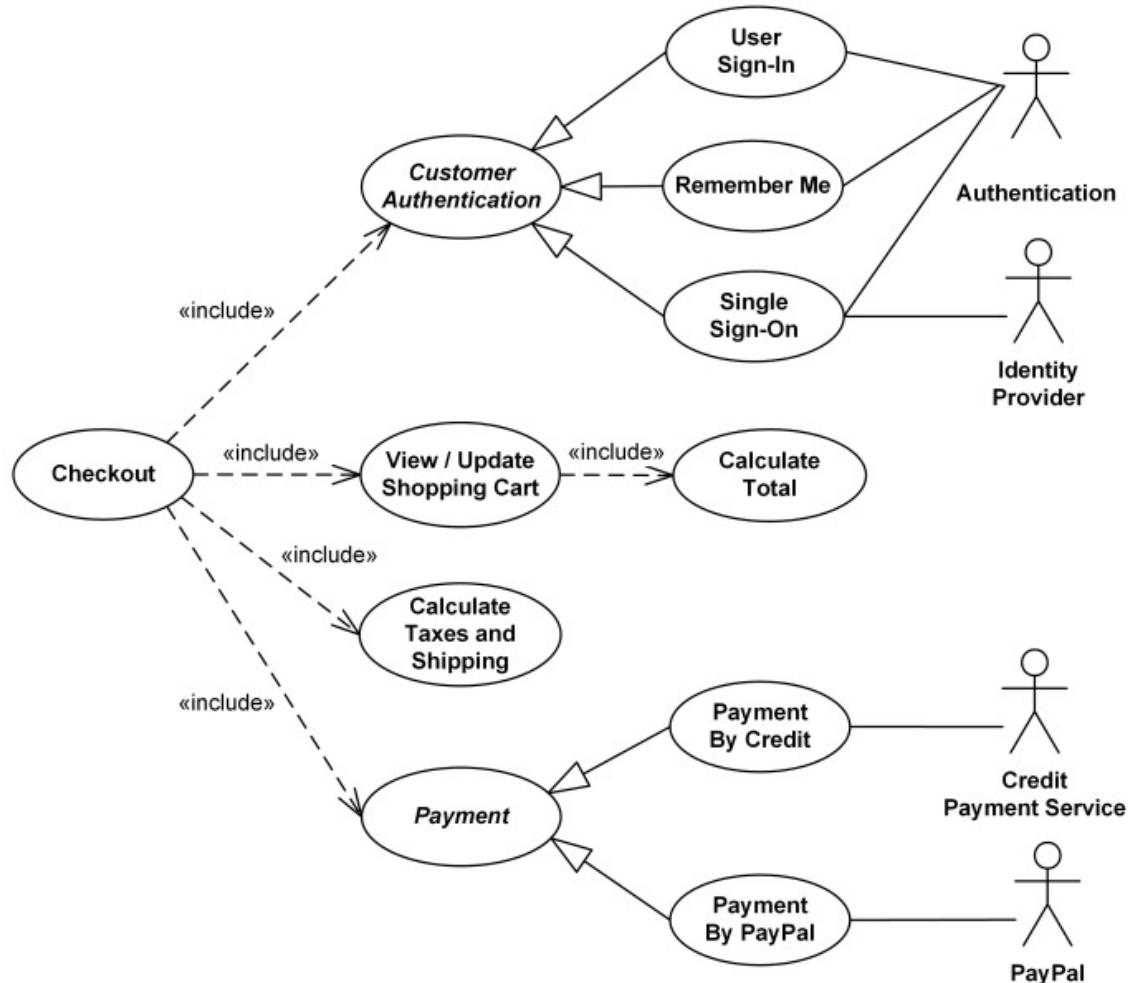 User
Sign-In
Customer
Authentication
Remember Me
Authentication
«include»
Single
Sign-On
Identity
Provider
Checkout
«include»
View / Update
Shopping Cart
«include»
Calculate
Total
«include»
Calculate
Taxes and
Shipping
«include»
Payment
By Credit
Credit
Payment Service
Payment
Payment
By PayPal
PayPal